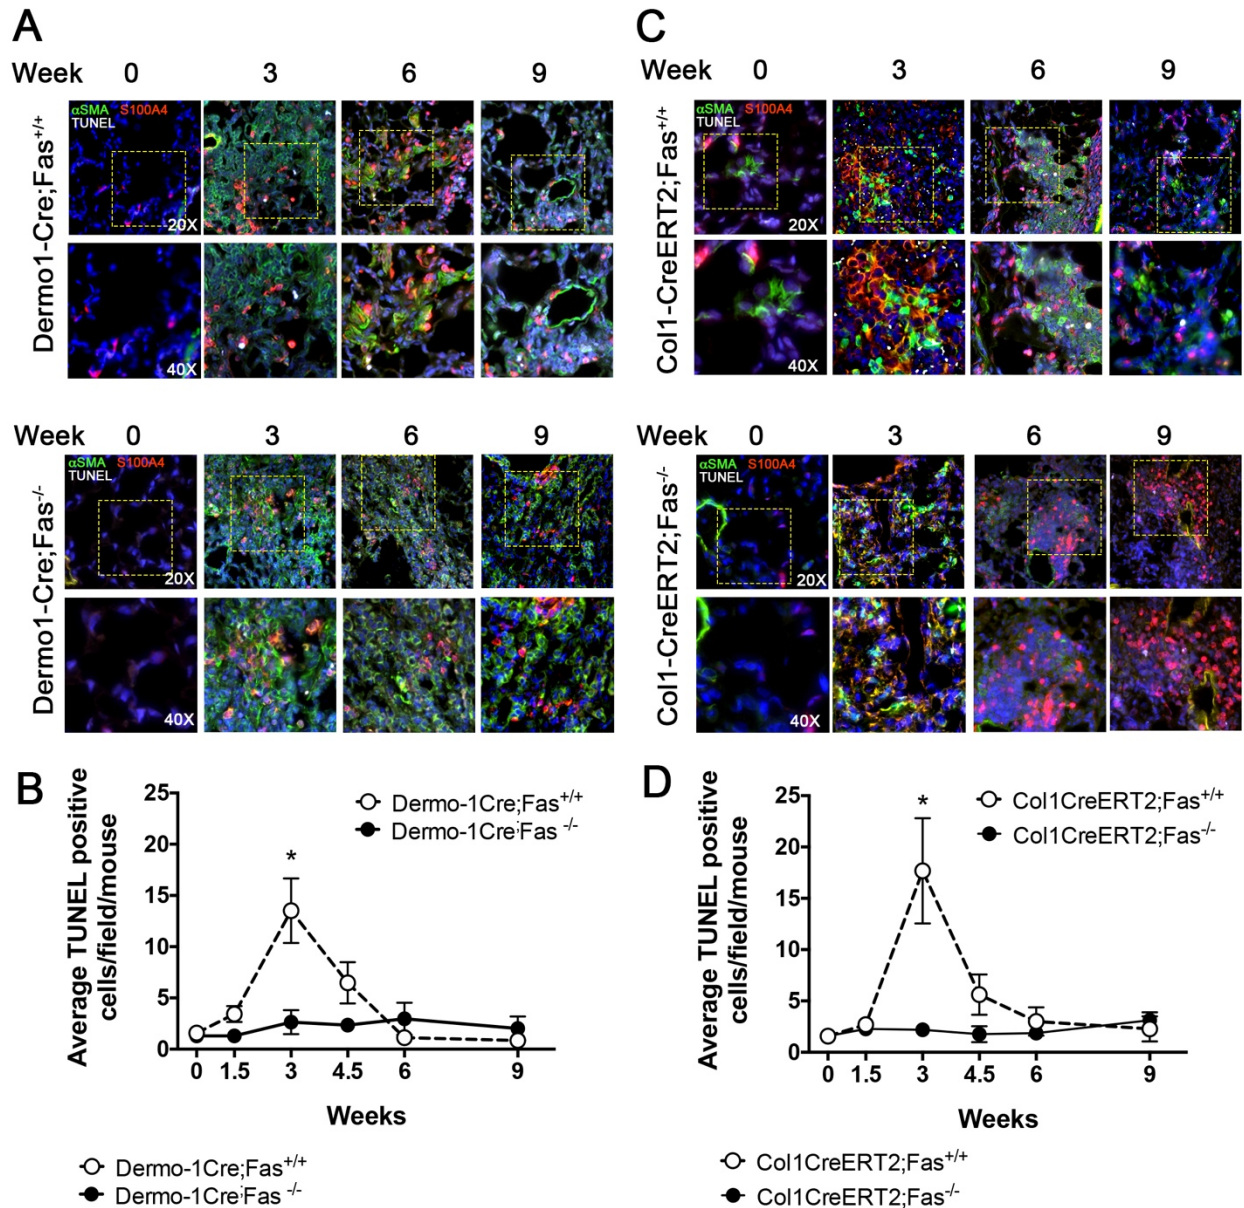 A
Week 0 3 6 9
Dermo1-Cre;Fas+/+
αSMA S100A4
TUNEL
20X
40X
Week 0 3 6 9
Dermo1-Cre;Fas-/-
αSMA S100A4
TUNEL
20X
40X
C
Week 0 3 6 9
Col1-CreERT2;Fas+/+
αSMA S100A4
TUNEL
20X
40X
Week 0 3 6 9
Col1-CreERT2;Fas-/-
αSMA S100A4
TUNEL
20X
40X
B
Average TUNEL positive
cells/field/mouse
25
20
15
10
5
0
*
Dermo-1Cre;Fas+/+
Dermo-1Cre;Fas -/-
0 1.5 3 4.5 6 9
Weeks
Dermo-1Cre;Fas+/+
Dermo-1Cre;Fas -/-
D
Average TUNEL positive
cells/field/mouse
25
20
15
10
5
0
*
Col1CreERT2;Fas+/+
Col1CreERT2;Fas-/-
0 1.5 3 4.5 6 9
Weeks
Col1CreERT2;Fas+/+
Col1CreERT2;Fas-/-